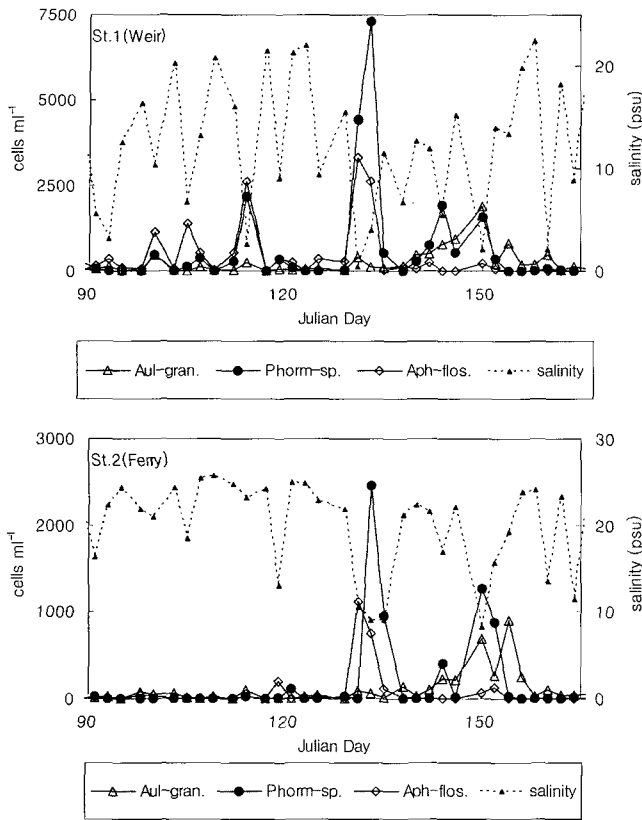 St.1(Weir)
7500
5000
2500
0
cells ml⁻¹
20
10
0
salinity (psu)
90
120
150
Julian Day
Aul-gran.
Phorm-sp.
Aph-flos.
salinity
St.2(Ferry)
3000
2000
1000
0
cells ml⁻¹
30
20
10
0
salinity (psu)
90
120
150
Julian Day
Aul-gran.
Phorm-sp.
Aph-flos.
salinity